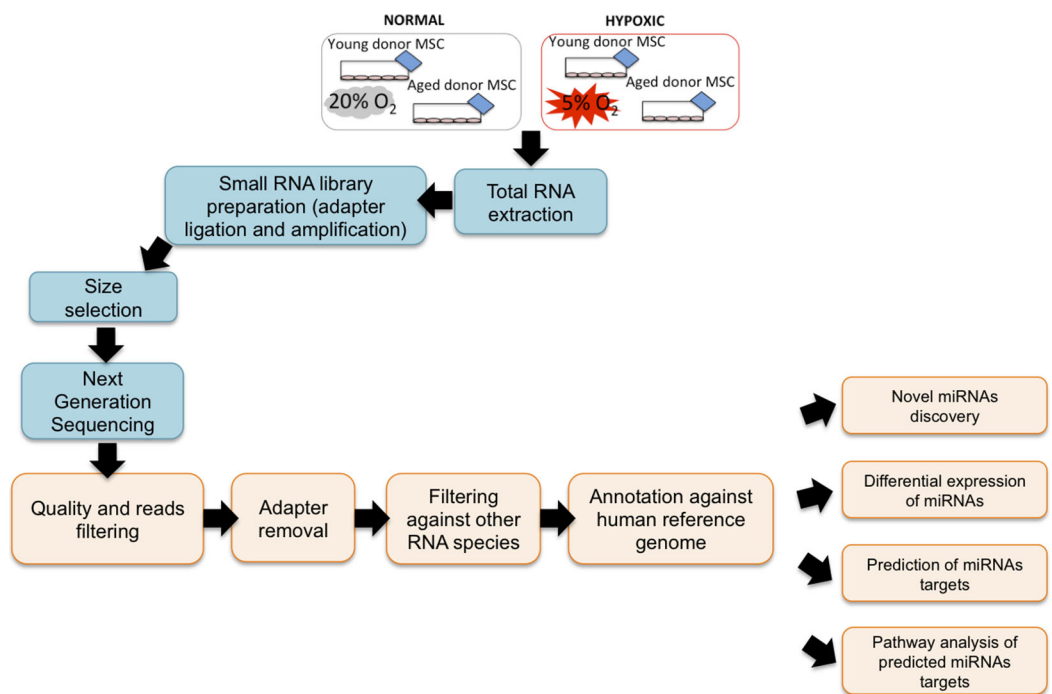 NORMAL
Young donor MSC
20% O2
Aged donor MSC
HYPOXIC
Young donor MSC
5% O2
Aged donor MSC
Total RNA
extraction
Small RNA library
preparation (adapter
ligation and amplification)
Size
selection
Next
Generation
Sequencing
Quality and reads
filtering
Adapter
removal
Filtering
against other
RNA species
Annotation against
human reference
genome
Novel miRNAs
discovery
Differential expression
of miRNAs
Prediction of miRNAs
targets
Pathway analysis of
predicted miRNAs
targets